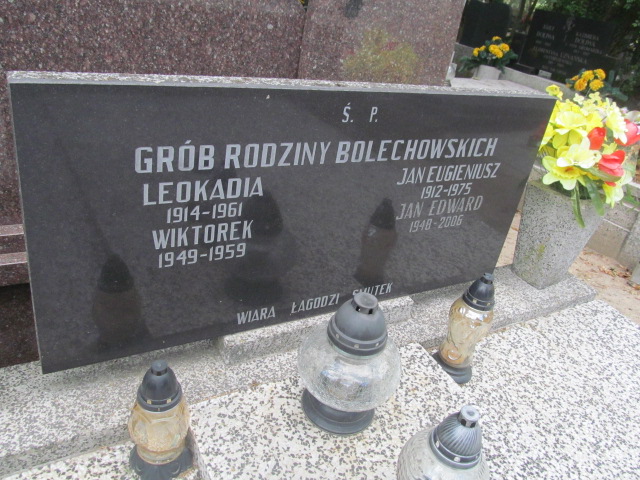 Ś. P.
GRÓB RODZINY BOLECHOWSKICH
LEOKADIA
1914-1961
WIKTOREK
1949-1959
JAN EUGIENIUSZ
1912-1975
JAN EDWARD
1948-2006
WIARA ŁAGODZI SMUTEK